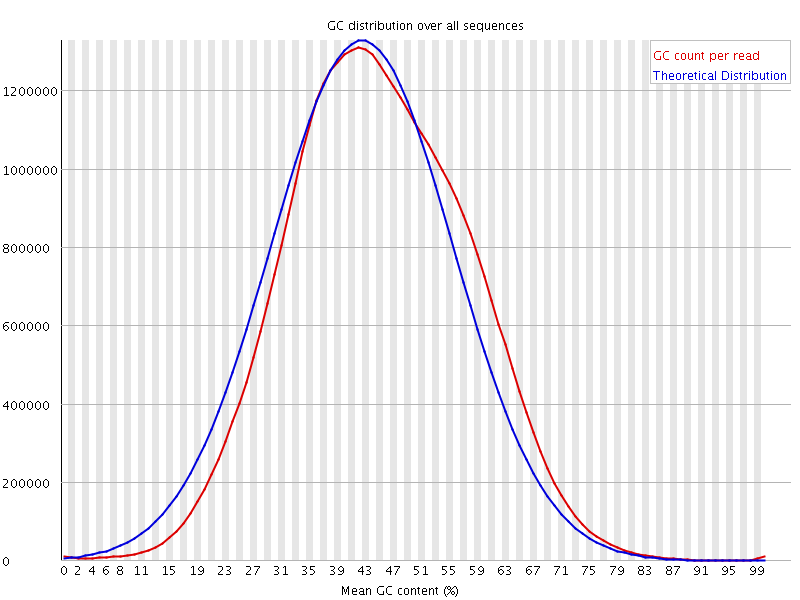 GC distribution over all sequences
GC count per read
Theoretical Distribution
1200000
1000000
800000
600000
400000
200000
0
0 2 4 6 8 11 15 19 23 27 31 35 39 43 47 51 55 59 63 67 71 75 79 83 87 91 95 99
Mean GC content (%)